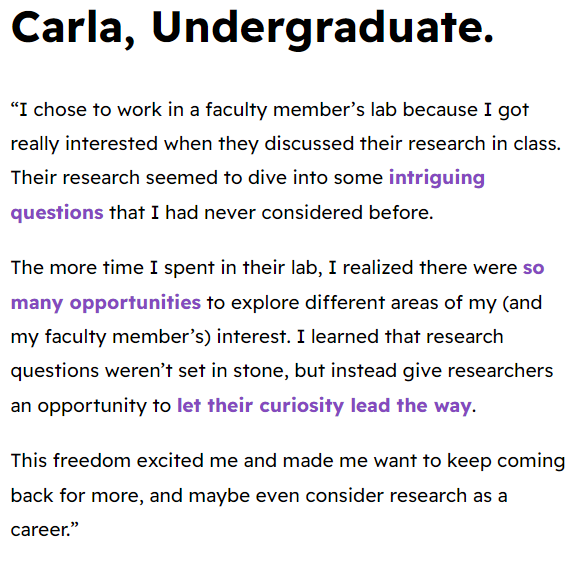 Carla, Undergraduate.
“I chose to work in a faculty member’s lab because I got
really interested when they discussed their research in class.
Their research seemed to dive into some intriguing
questions that I had never considered before.
The more time I spent in their lab, I realized there were so
many opportunities to explore different areas of my (and
my faculty member’s) interest. I learned that research
questions weren’t set in stone, but instead give researchers
an opportunity to let their curiosity lead the way.
This freedom excited me and made me want to keep coming
back for more, and maybe even consider research as a
career.”